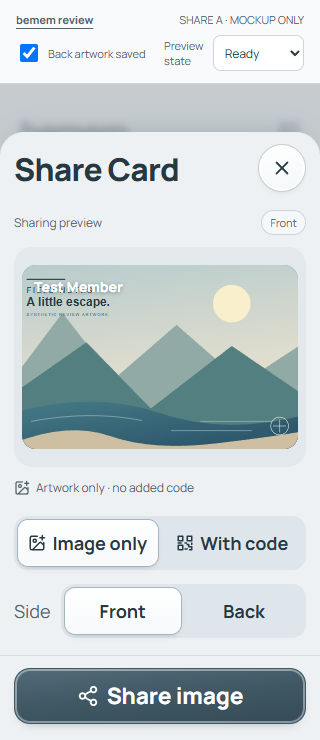 bemem review
SHARE A · MOCKUP ONLY
Back artwork saved
Preview state
Ready
Share Card
Sharing preview
Front
Test Member
A little escape.
SYNTHETIC REVIEW ARTWORK
Artwork only · no added code
Image only
With code
Side
Front
Back
Share image